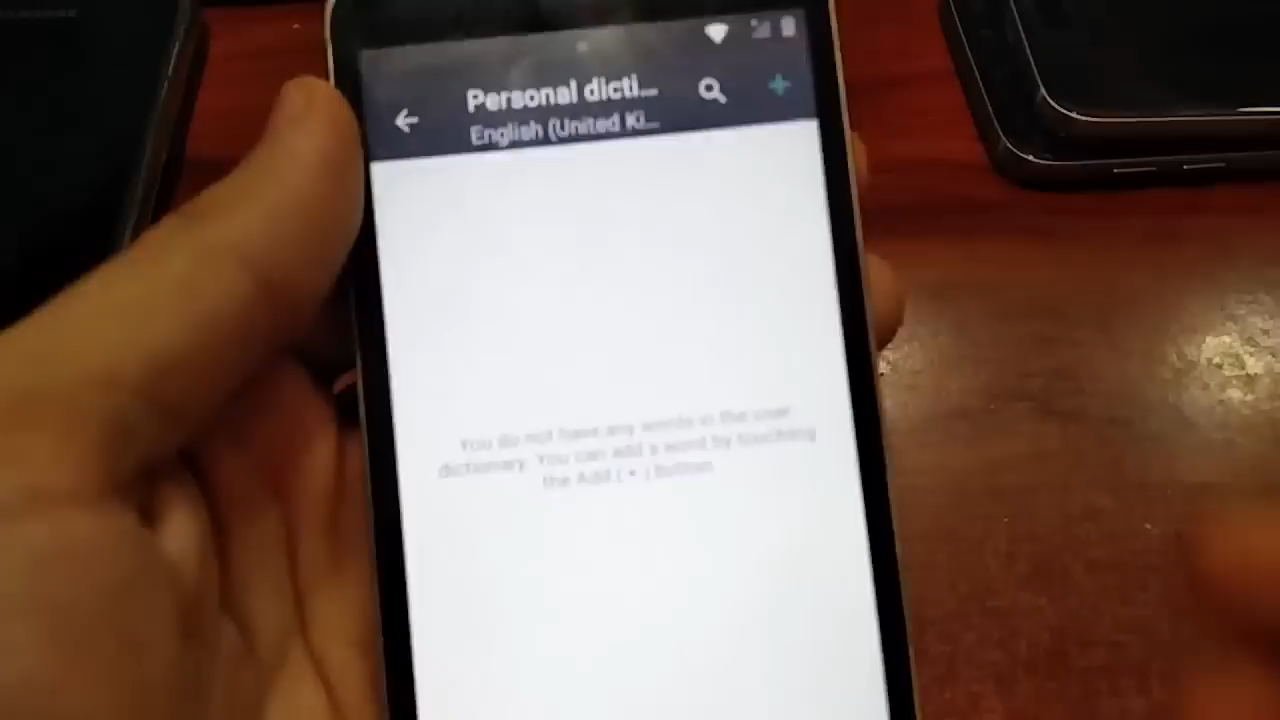 Personal dicti...
English (United Ki...
You do not have any words in the user
dictionary. You can add a word by touching
the Add ( + ) button